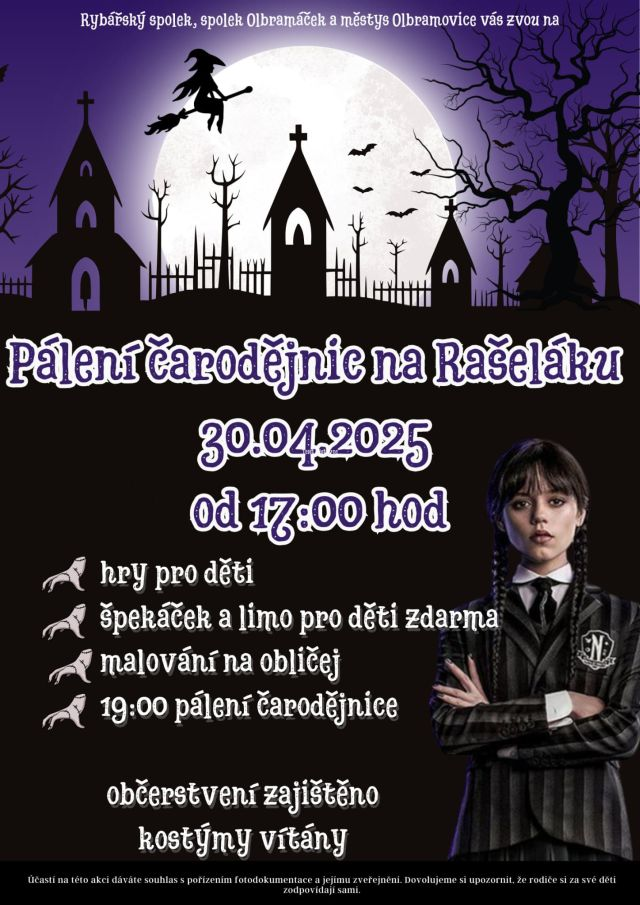 Rybářský spolek, spolek Olbramáček a městys Olbramovice vás zvou na
Pálení čarodějnic na Rašeláku
30.04.2025
od 17:00 hod
hry pro děti
špekáček a limo pro děti zdarma
malování na obličej
19:00 pálení čarodějnice
občerstvení zajištěno
kostýmy vítány
N
Účastí na této akci dáváte souhlas s pořízením fotodokumentace a jejímu zveřejnění. Dovolujeme si upozornit, že rodiče si za své děti
zodpovídají sami.